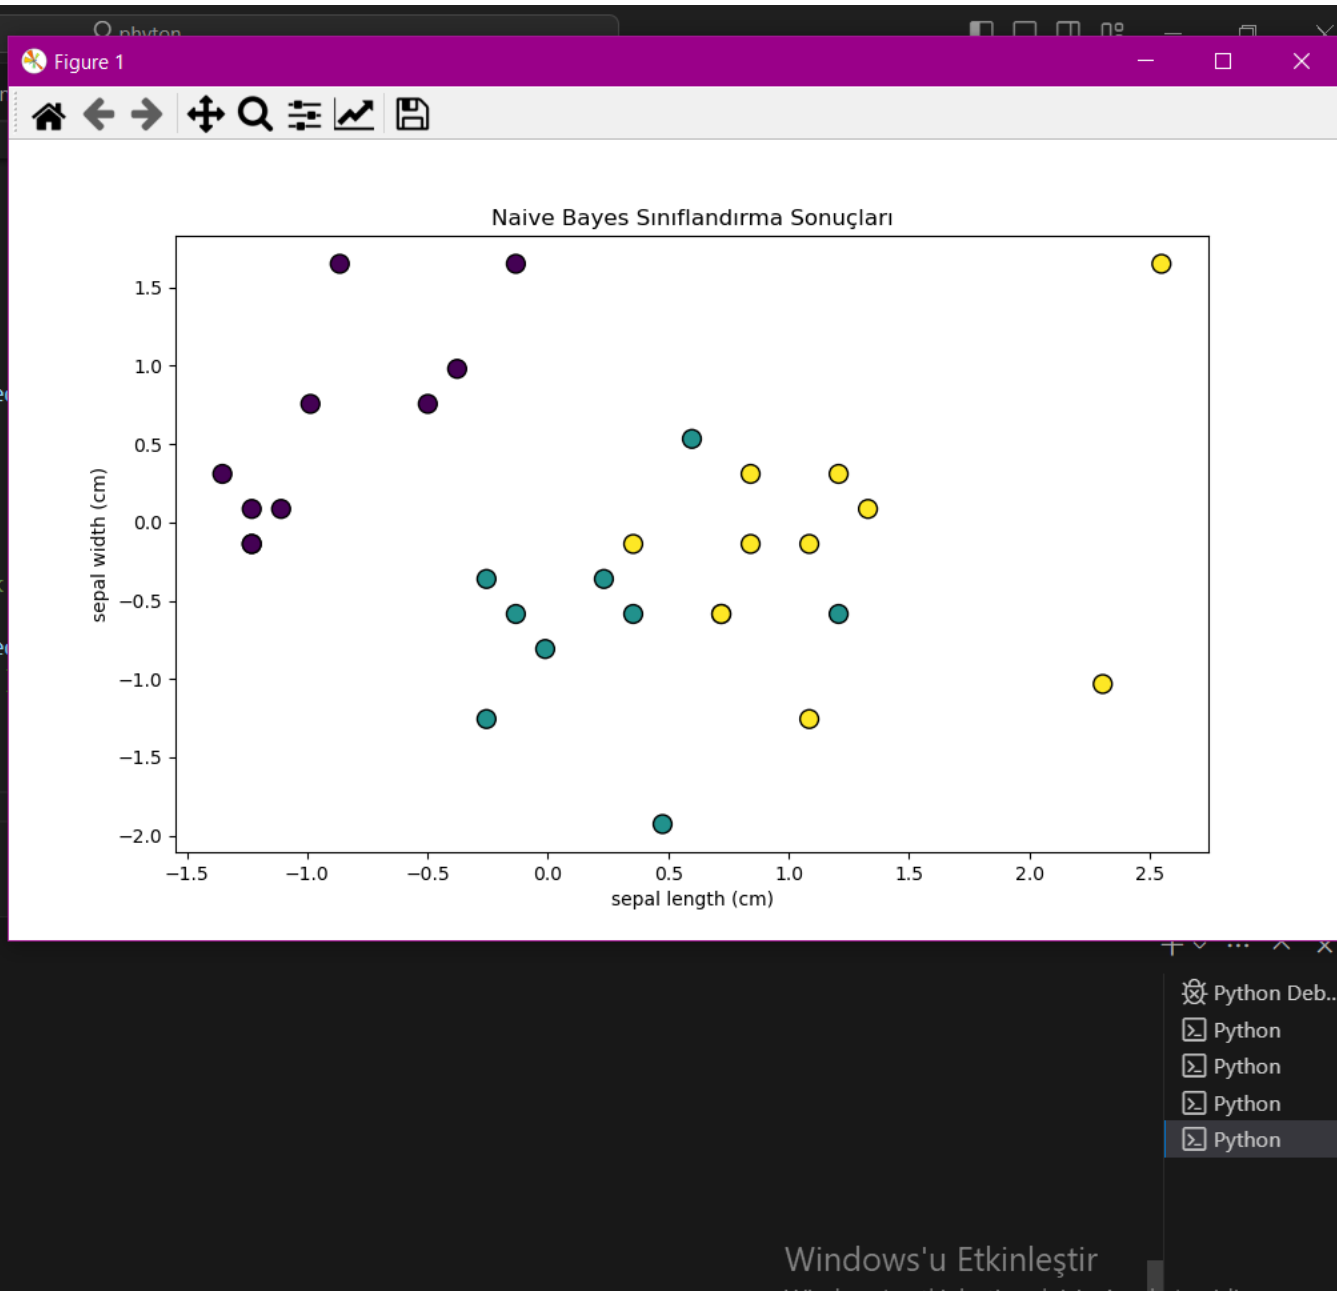 phyton
Figure 1
Naive Bayes Sınıflandırma Sonuçları
1.5
1.0
0.5
0.0
−0.5
−1.0
−1.5
−2.0
sepal width (cm)
−1.5 −1.0 −0.5 0.0 0.5 1.0 1.5 2.0 2.5
sepal length (cm)
Python Deb...
Python
Python
Python
Python
Windows'u Etkinleştir